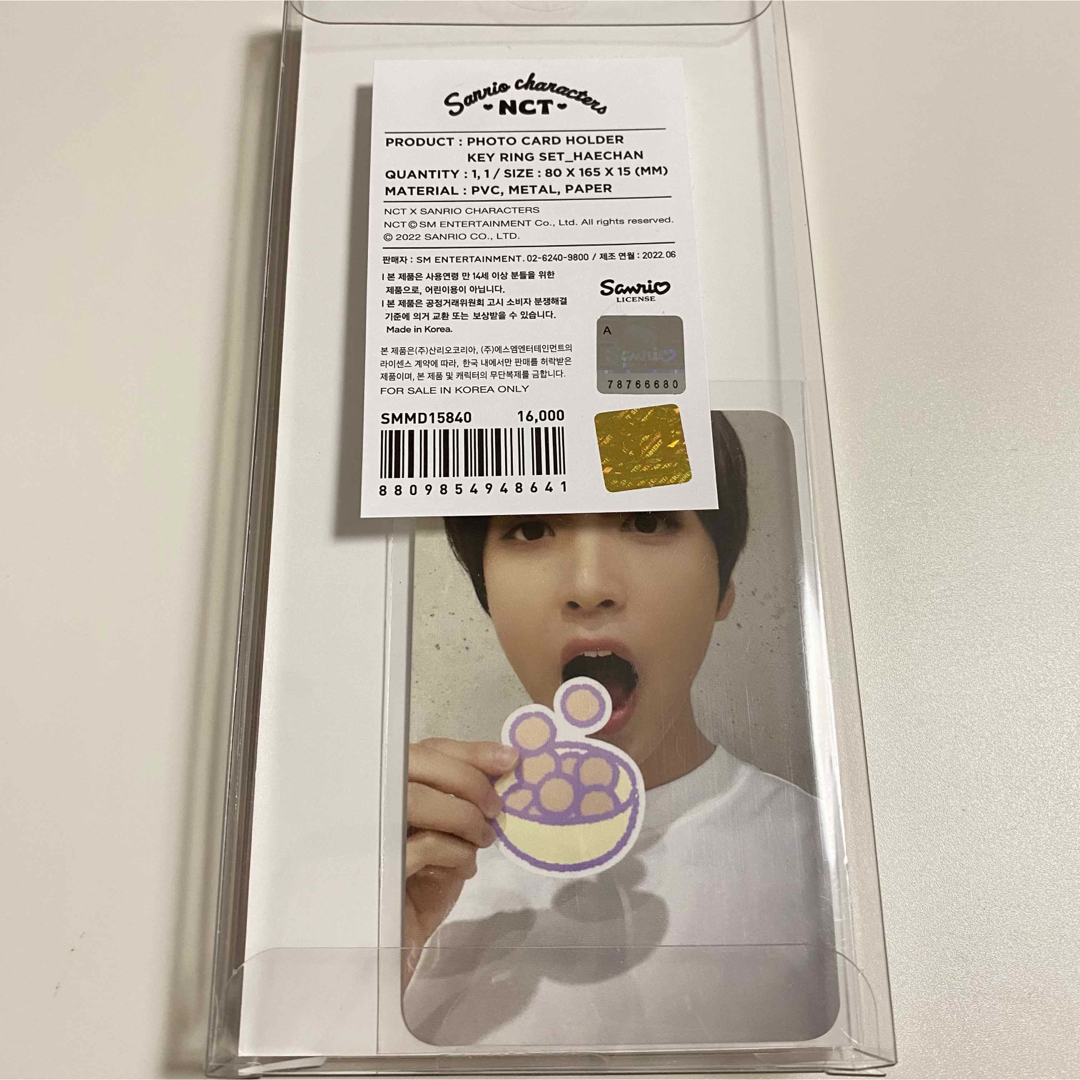 Sanrio characters
NCT
PRODUCT : PHOTO CARD HOLDER
KEY RING SET_HAECHAN
QUANTITY : 1, 1 / SIZE : 80 X 165 X 15 (MM)
MATERIAL : PVC, METAL, PAPER
NCT X SANRIO CHARACTERS
NCT © SM ENTERTAINMENT Co., Ltd. All rights reserved.
© 2022 SANRIO CO., LTD.
판매자 : SM ENTERTAINMENT. 02-6240-9800 / 제조 연월 : 2022.06
I 본 제품은 사용연령 만 14세 이상 분들을 위한
제품으로, 어린이용이 아닙니다.
I 본 제품은 공정거래위원회 고시 소비자 분쟁해결
기준에 의거 교환 또는 보상받을 수 있습니다.
Made in Korea.
Sanrio
LICENSE
A
Sanrio
78766680
본 제품은(주)산리오코리아, (주)에스엠엔터테인먼트의
라이센스 계약에 따라, 한국 내에서만 판매를 허락받은
제품이며, 본 제품 및 캐릭터의 무단복제를 금합니다.
FOR SALE IN KOREA ONLY
SMMD15840 16,000
8809854948641